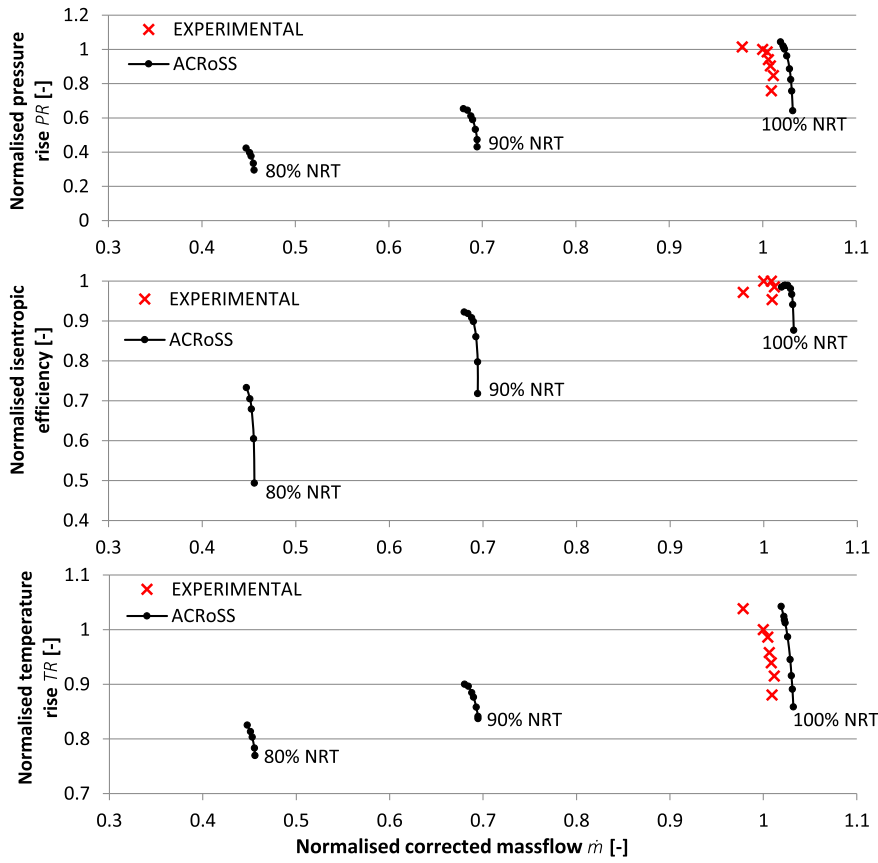 Normalised pressure
rise PR [-]
1.2
1
0.8
0.6
0.4
0.2
0
EXPERIMENTAL
ACRoSS
80% NRT
90% NRT
100% NRT
0.3 0.4 0.5 0.6 0.7 0.8 0.9 1 1.1
Normalised isentropic
efficiency [-]
1
0.9
0.8
0.7
0.6
0.5
0.4
EXPERIMENTAL
ACRoSS
80% NRT
90% NRT
100% NRT
0.3 0.4 0.5 0.6 0.7 0.8 0.9 1 1.1
Normalised temperature
rise TR [-]
1.1
1
0.9
0.8
0.7
EXPERIMENTAL
ACRoSS
80% NRT
90% NRT
100% NRT
0.3 0.4 0.5 0.6 0.7 0.8 0.9 1 1.1
Normalised corrected massflow ṁ [-]